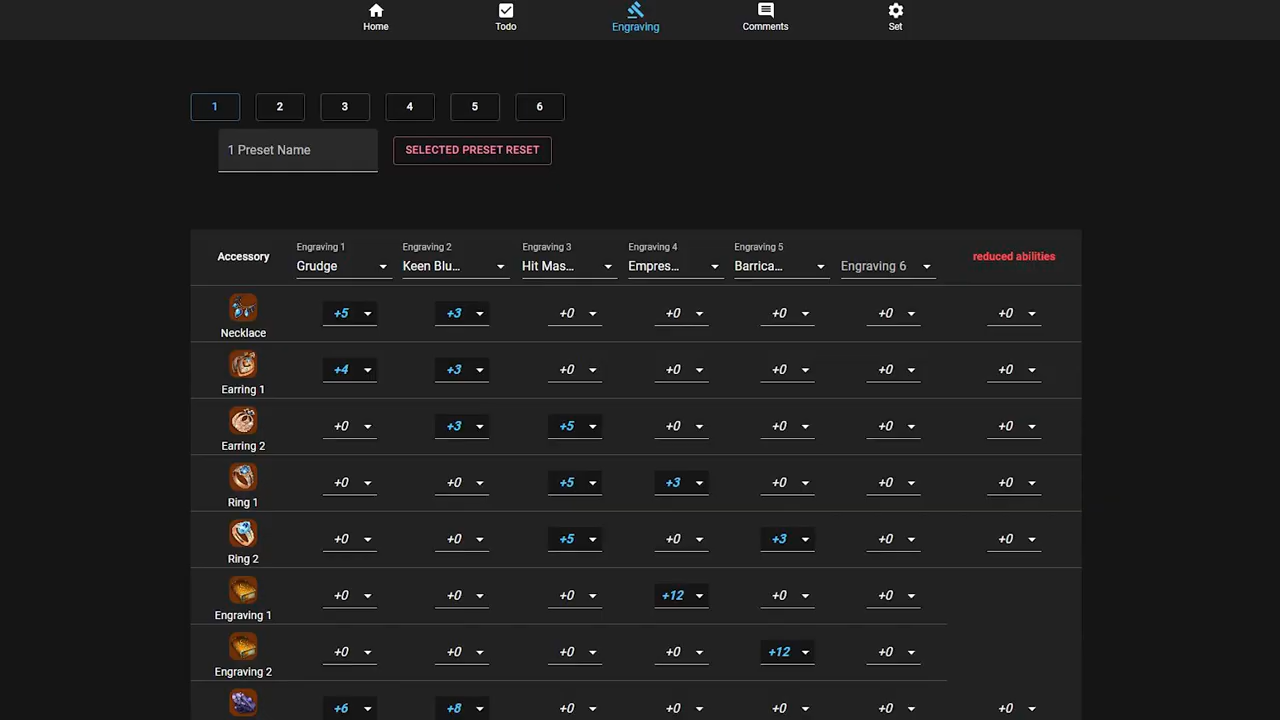 Home Todo Engraving Comments Set
1 2 3 4 5 6
1 Preset Name SELECTED PRESET RESET
Engraving 1 Engraving 2 Engraving 3 Engraving 4 Engraving 5
Accessory Grudge Keen Blu... Hit Mas... Empres... Barrica... Engraving 6 reduced abilities
+5 +3 +0 +0 +0 +0 +0
Necklace
+4 +3 +0 +0 +0 +0 +0
Earring 1
+0 +3 +5 +0 +0 +0 +0
Earring 2
+0 +0 +5 +3 +0 +0 +0
Ring 1
+0 +0 +5 +0 +3 +0 +0
Ring 2
+0 +0 +0 +12 +0 +0
Engraving 1
+0 +0 +0 +0 +12 +0
Engraving 2
+6 +8 +0 +0 +0 +0 +0